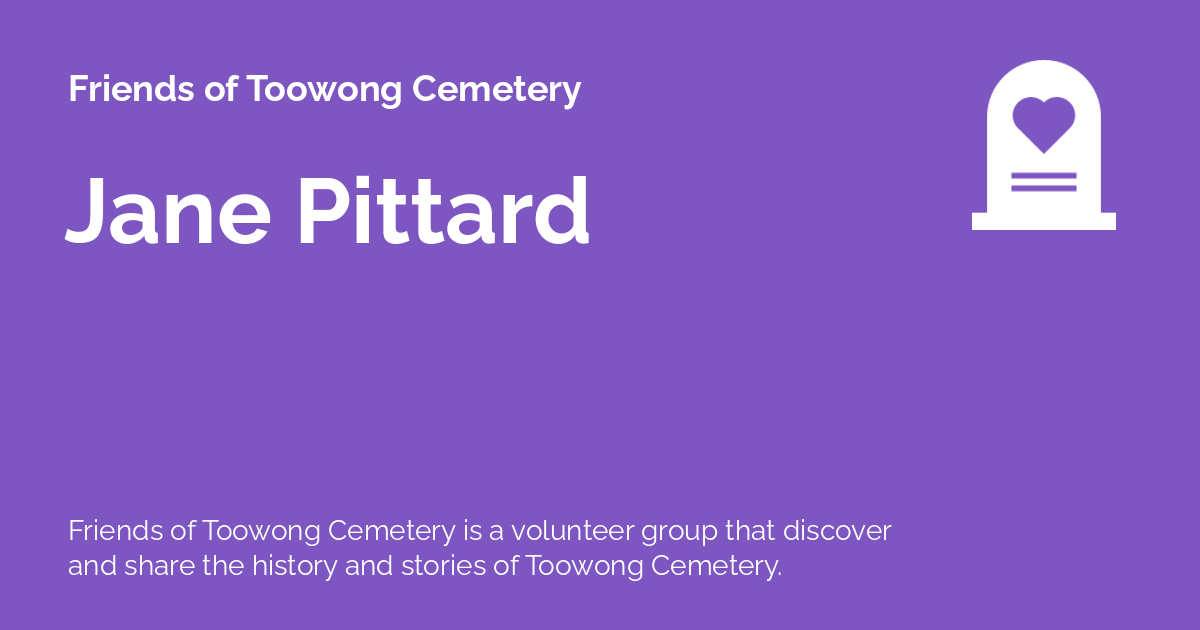 Friends of Toowong Cemetery
Jane Pittard
Friends of Toowong Cemetery is a volunteer group that discover
and share the history and stories of Toowong Cemetery.